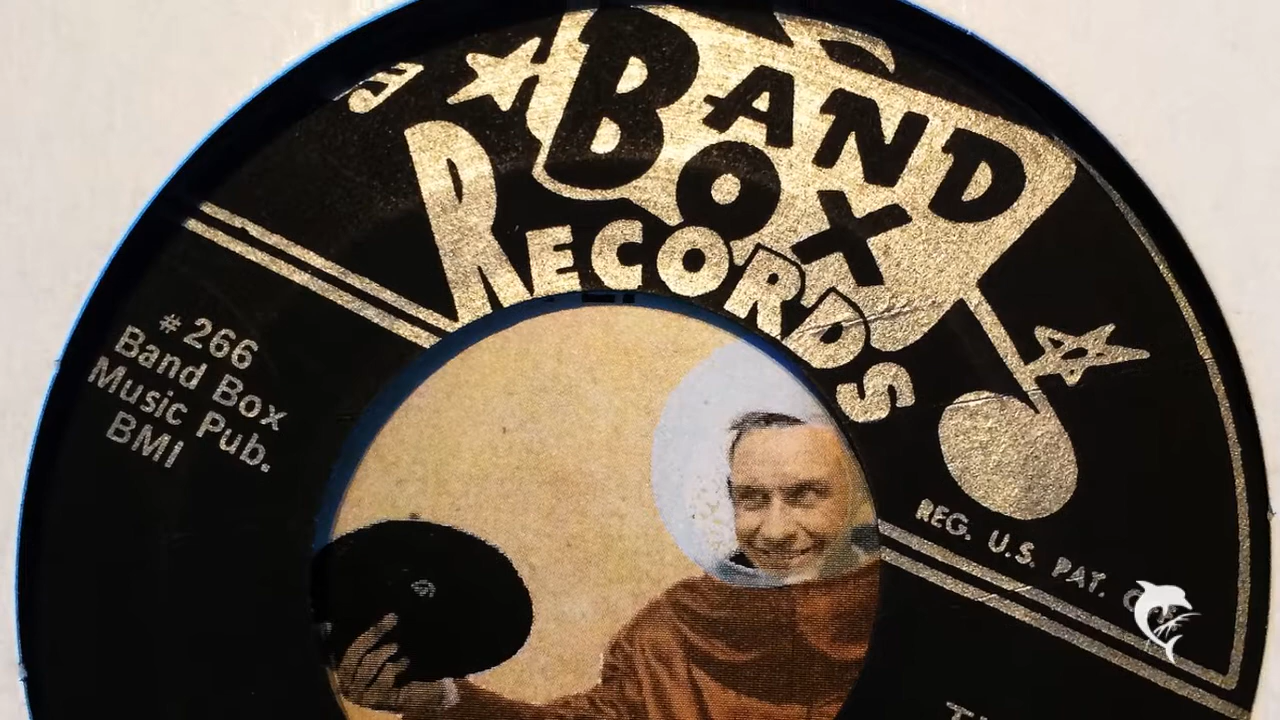 BAND
BOX
RECORDS
# 266
Band Box
Music Pub.
BMI
REG. U.S. PAT.